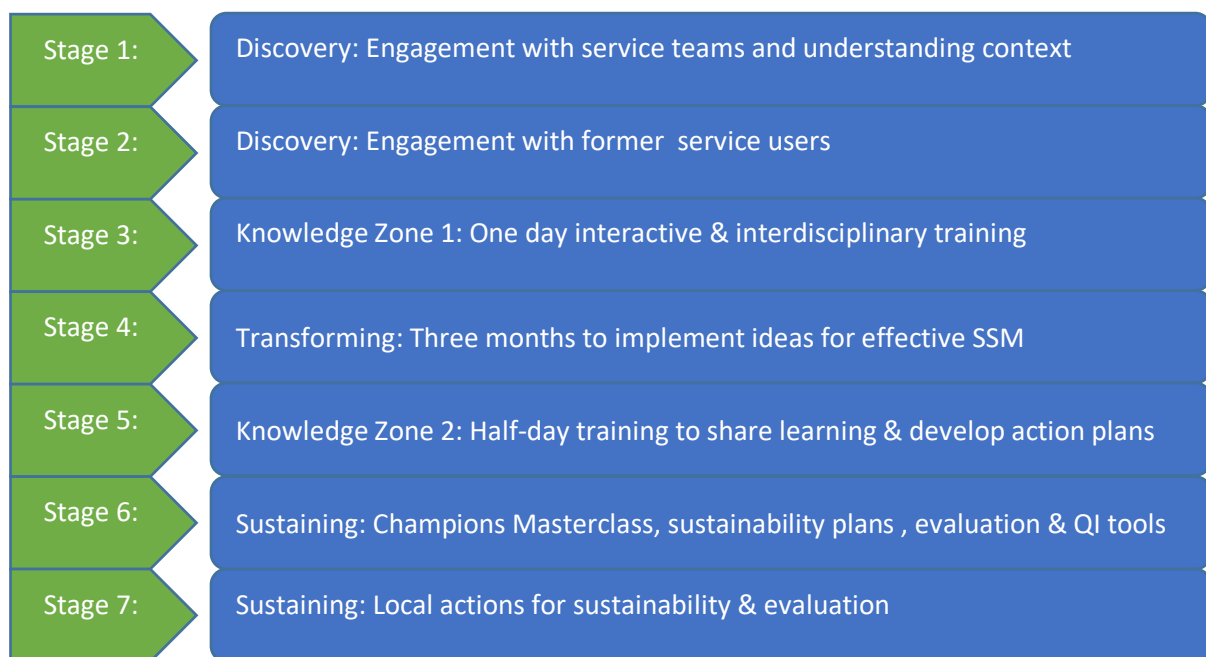 Stage 1:
Discovery: Engagement with service teams and understanding context
Stage 2:
Discovery: Engagement with former  service users
Stage 3:
Knowledge Zone 1: One day interactive & interdisciplinary training
Stage 4:
Transforming: Three months to implement ideas for effective SSM
Stage 5:
Knowledge Zone 2: Half-day training to share learning & develop action plans
Stage 6:
Sustaining: Champions Masterclass, sustainability plans , evaluation & QI tools
Stage 7:
Sustaining: Local actions for sustainability & evaluation